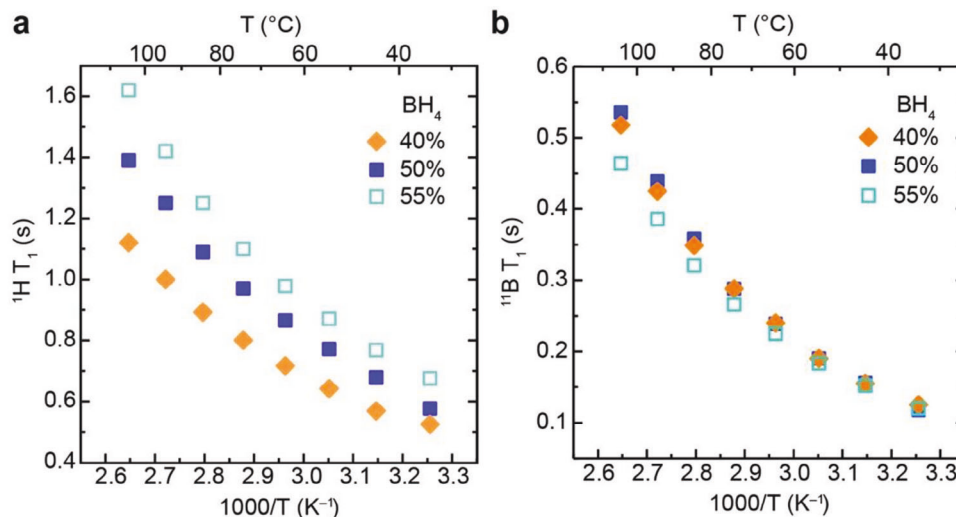 a
T (°C)
100 80 60 40
1.6
1.4
1.2
1.0
0.8
0.6
0.4
¹H T₁ (s)
BH₄
40%
50%
55%
2.6 2.7 2.8 2.9 3.0 3.1 3.2 3.3
1000/T (K⁻¹)
b
T (°C)
100 80 60 40
0.6
0.5
0.4
0.3
0.2
0.1
¹¹B T₁ (s)
BH₄
40%
50%
55%
2.6 2.7 2.8 2.9 3.0 3.1 3.2 3.3
1000/T (K⁻¹)